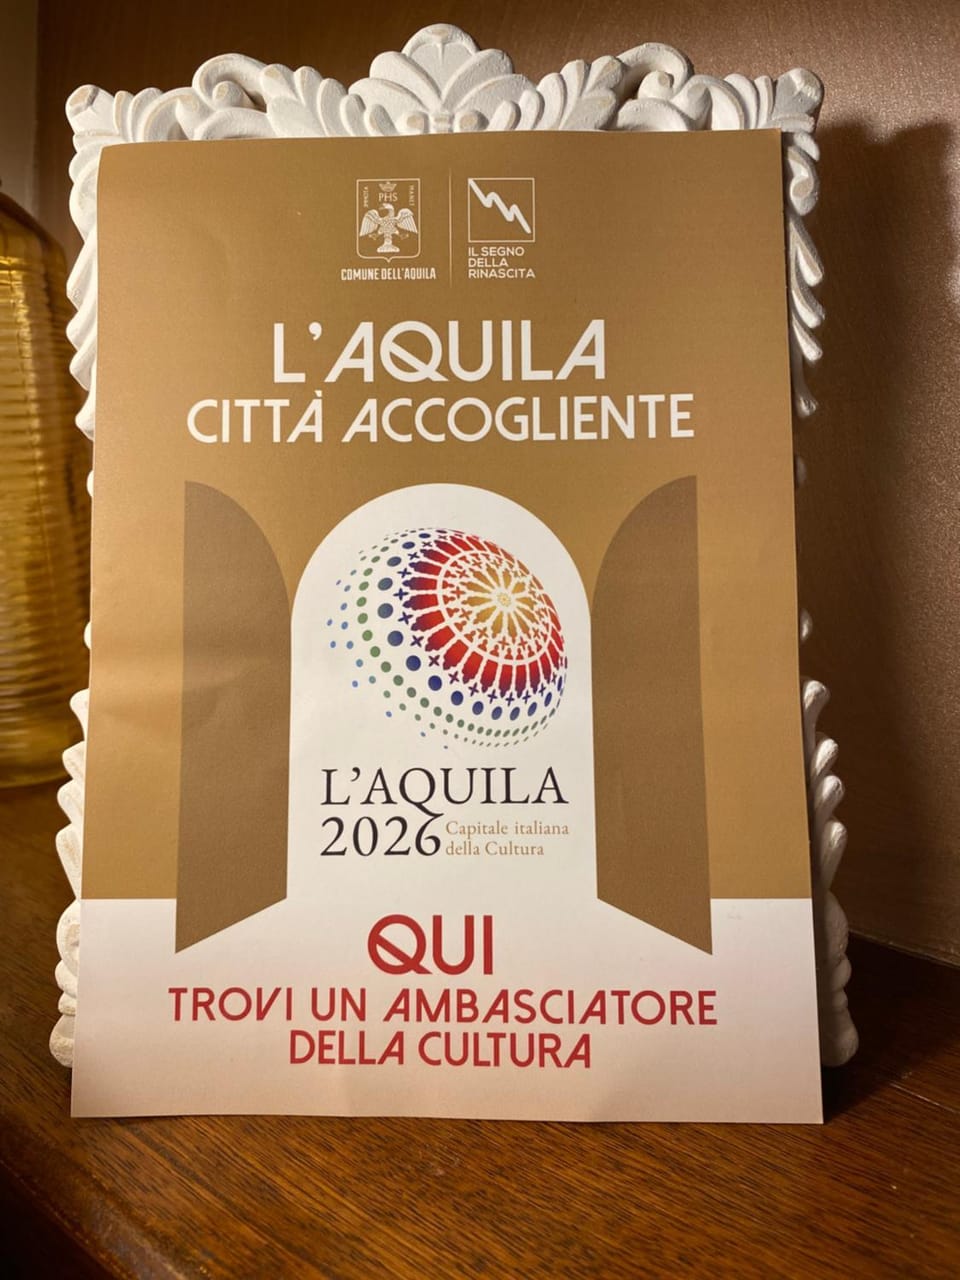 PHS
COMUNE DELL'AQUILA
IL SEGNO
DELLA
RINASCITA
L'AQUILA
CITTÀ ACCOGLIENTE
L'AQUILA
2026 Capitale italiana
della Cultura
QUI
TROVI UN AMBASCIATORE
DELLA CULTURA